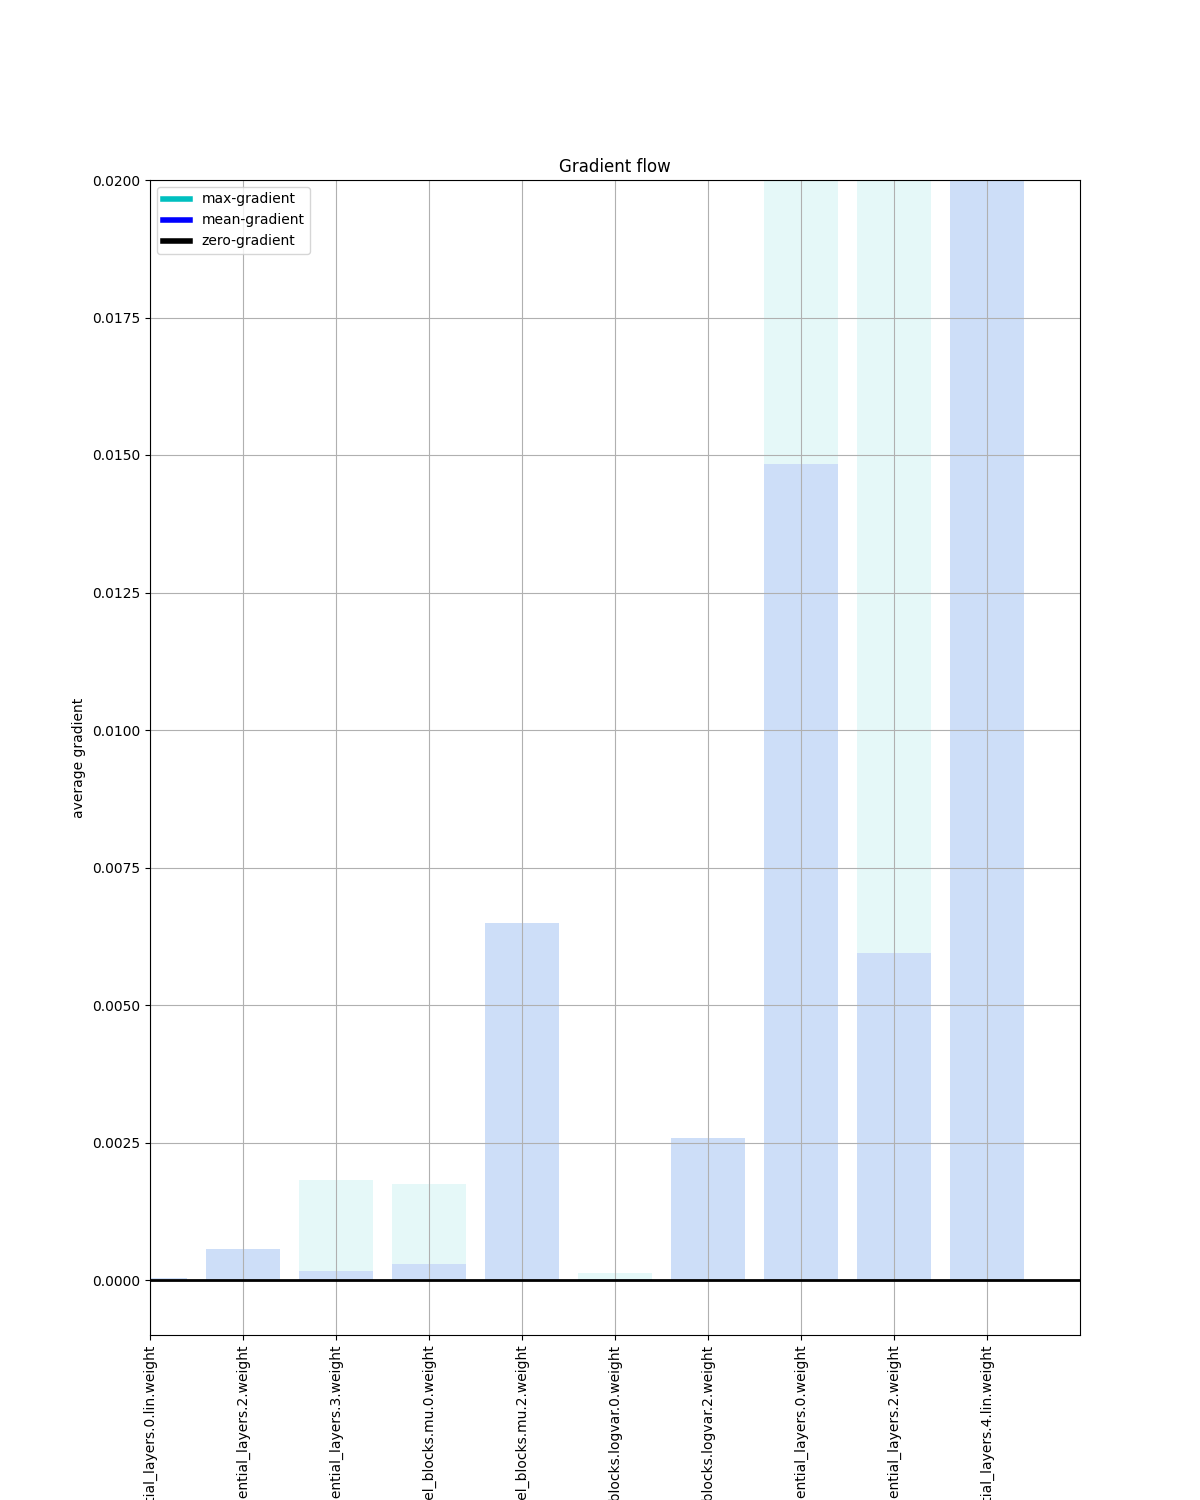 Gradient flow
max-gradient
mean-gradient
zero-gradient
0.0200
0.0175
0.0150
0.0125
0.0100
0.0075
0.0050
0.0025
0.0000
average gradient
tial_layers.0.lin.weight
ential_layers.2.weight
ential_layers.3.weight
el_blocks.mu.0.weight
el_blocks.mu.2.weight
blocks.logvar.0.weight
blocks.logvar.2.weight
ential_layers.0.weight
ential_layers.2.weight
tial_layers.4.lin.weight